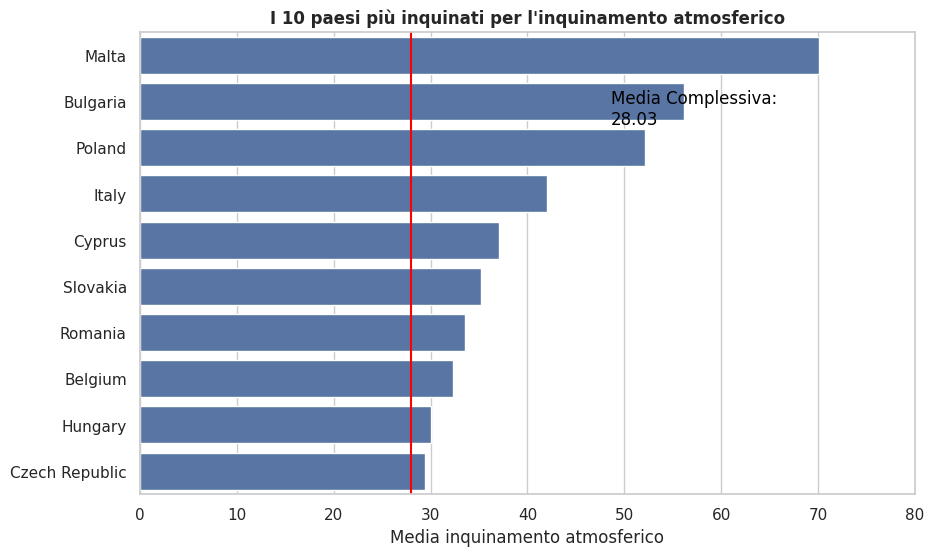 I 10 paesi più inquinati per l'inquinamento atmosferico
Malta
Bulgaria
Media Complessiva:
28.03
Poland
Italy
Cyprus
Slovakia
Romania
Belgium
Hungary
Czech Republic
0 10 20 30 40 50 60 70 80
Media inquinamento atmosferico